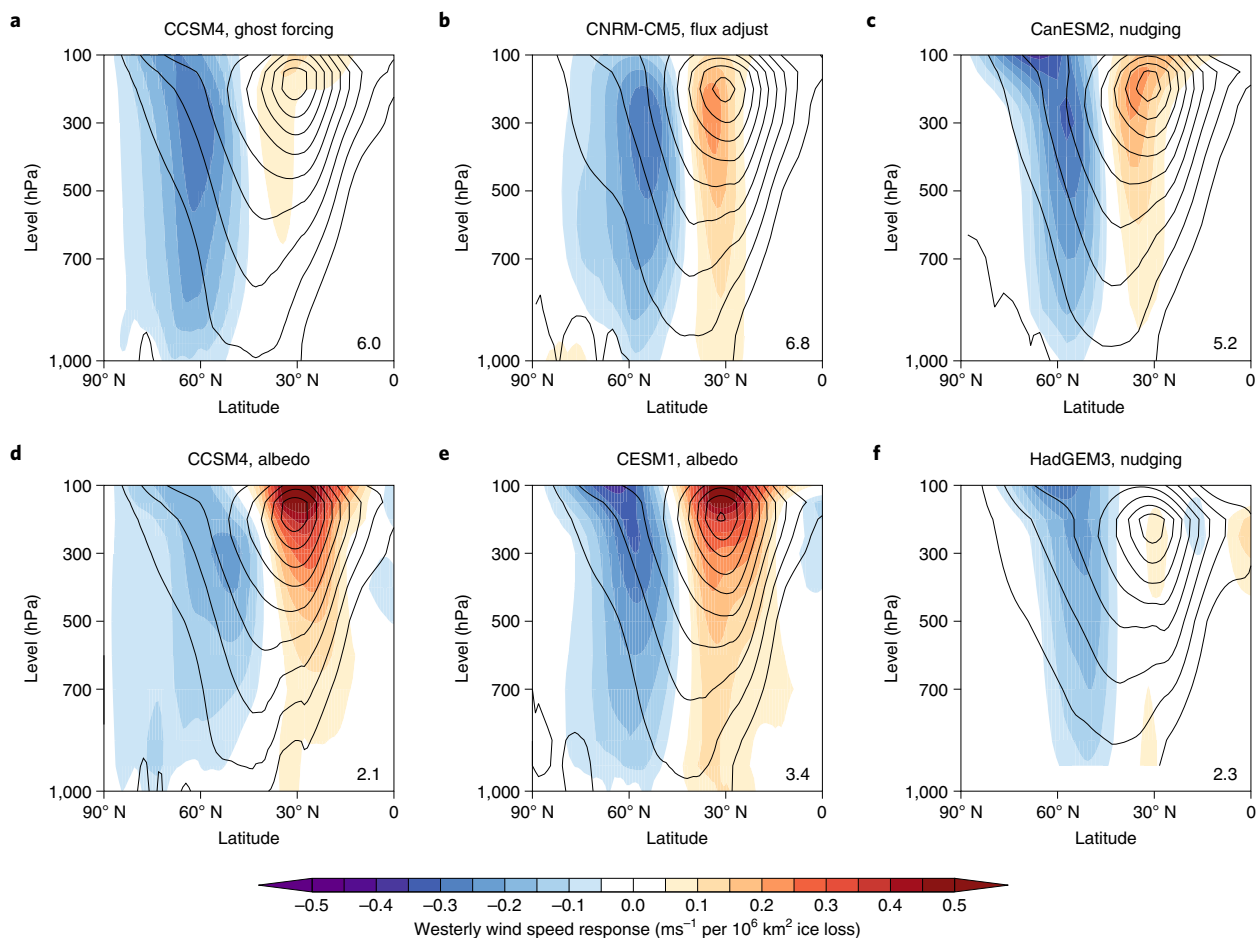 a
CCSM4, ghost forcing
100
300
500
700
1,000
Level (hPa)
6.0
90° N
60° N
30° N
0
Latitude
b
CNRM-CM5, flux adjust
100
300
500
700
1,000
Level (hPa)
6.8
90° N
60° N
30° N
0
Latitude
c
CanESM2, nudging
100
300
500
700
1,000
Level (hPa)
5.2
90° N
60° N
30° N
0
Latitude
d
CCSM4, albedo
100
300
500
700
1,000
Level (hPa)
2.1
90° N
60° N
30° N
0
Latitude
e
CESM1, albedo
100
300
500
700
1,000
Level (hPa)
3.4
90° N
60° N
30° N
0
Latitude
f
HadGEM3, nudging
100
300
500
700
1,000
Level (hPa)
2.3
90° N
60° N
30° N
0
Latitude
−0.5 −0.4 −0.3 −0.2 −0.1 0.0 0.1 0.2 0.3 0.4 0.5
Westerly wind speed response (ms⁻¹ per 10⁶ km² ice loss)